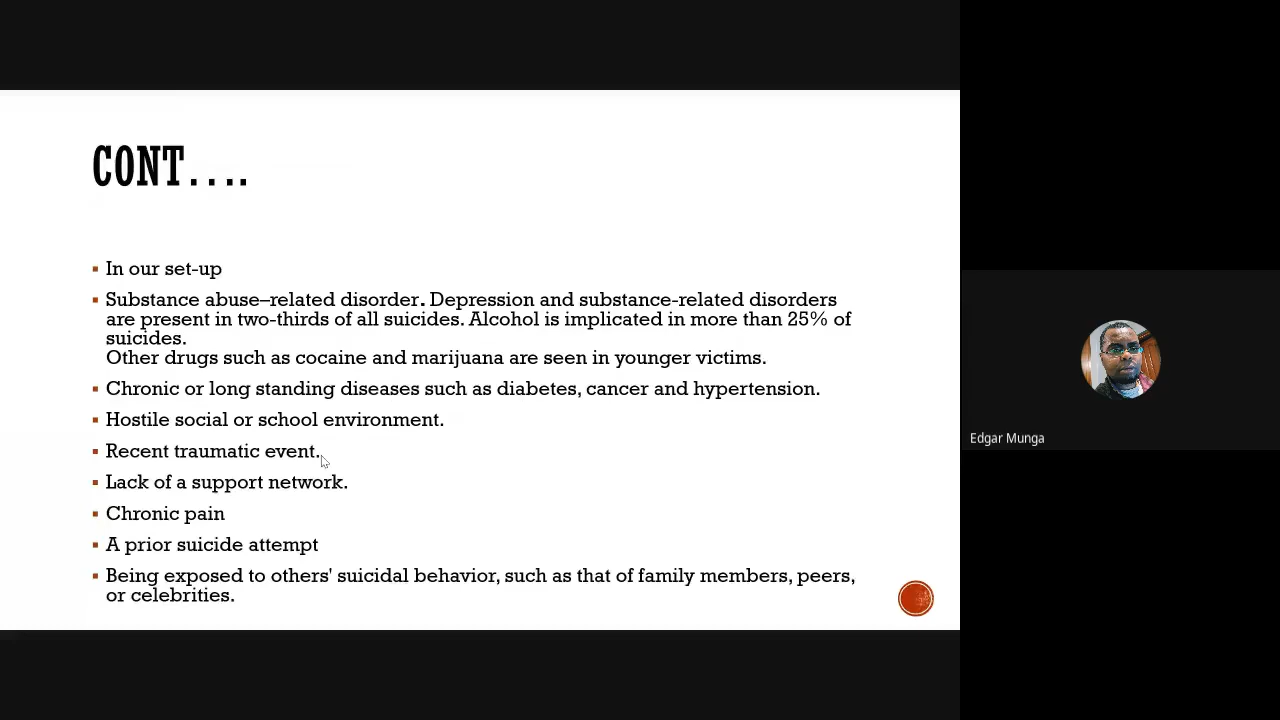 CONT....
In our set-up
Substance abuse–related disorder. Depression and substance-related disorders
are present in two-thirds of all suicides. Alcohol is implicated in more than 25% of
suicides.
Other drugs such as cocaine and marijuana are seen in younger victims.
Chronic or long standing diseases such as diabetes, cancer and hypertension.
Hostile social or school environment.
Recent traumatic event.
Lack of a support network.
Chronic pain
A prior suicide attempt
Being exposed to others' suicidal behavior, such as that of family members, peers,
or celebrities.
Edgar Munga